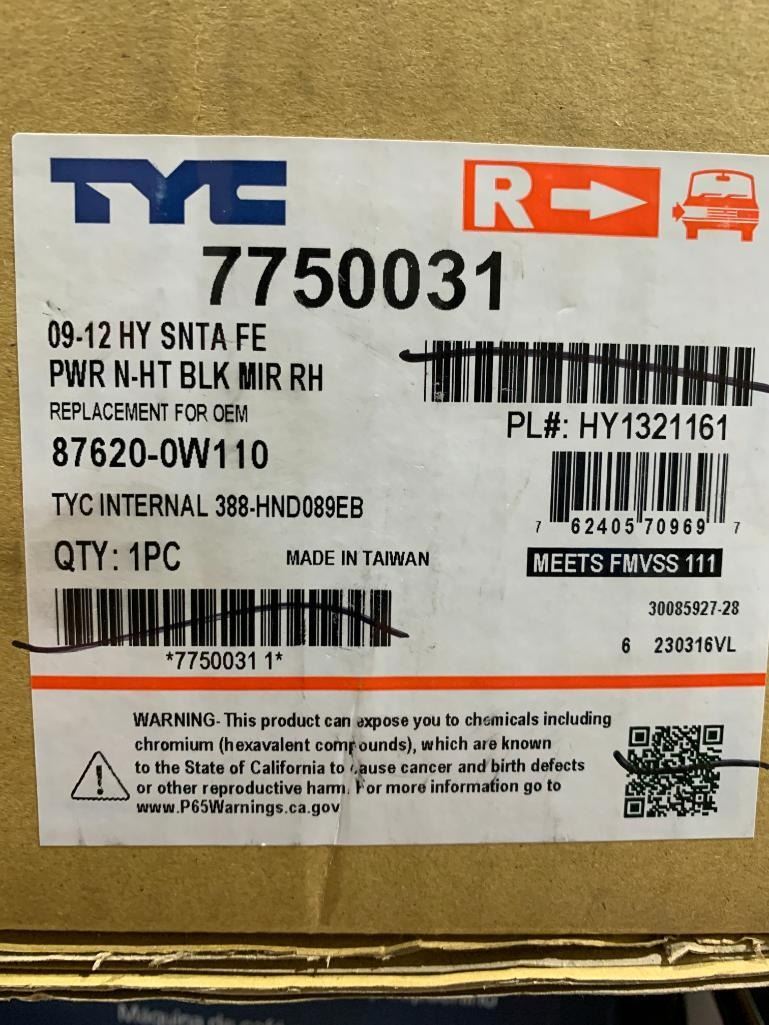 TYC
R
7750031
09-12 HY SNTA FE
PWR N-HT BLK MIR RH
REPLACEMENT FOR OEM
87620-0W110
TYC INTERNAL 388-HND089EB
QTY: 1PC
MADE IN TAIWAN
*7750031 1*
PL#: HY1321161
7 62405 70969 7
MEETS FMVSS 111
30085927-28
6 230316VL
WARNING- This product can expose you to chemicals including
chromium (hexavalent compounds), which are known
to the State of California to cause cancer and birth defects
or other reproductive harm. For more information go to
www.P65Warnings.ca.gov
Máquina de café